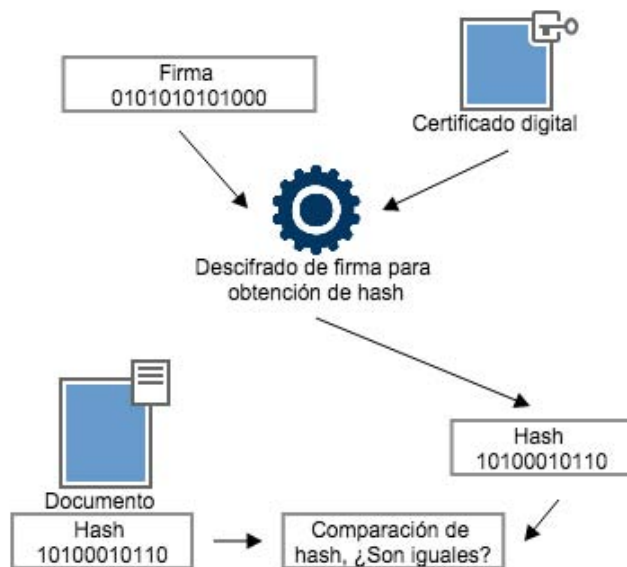 Firma
0101010101000
Certificado digital
Descifrado de firma para
obtención de hash
Hash
10100010110
Documento
Hash
10100010110
Comparación de
hash, ¿Son iguales?